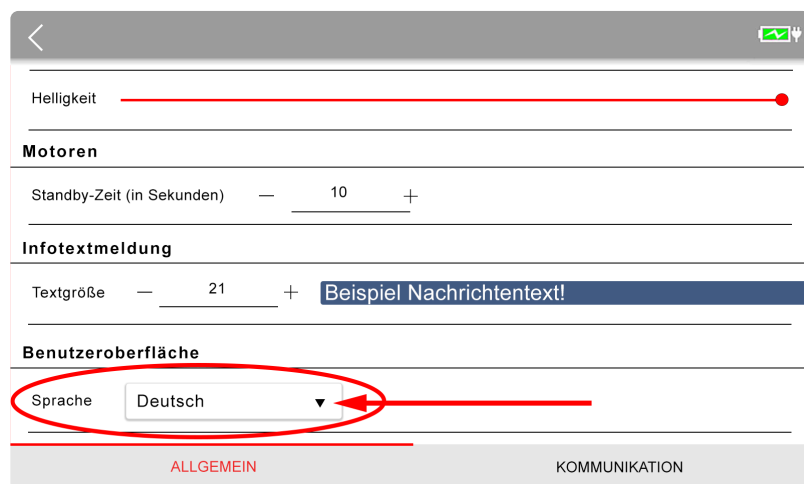 Helligkeit
Motoren
Standby-Zeit (in Sekunden) — 10 +
Infotextmeldung
Textgröße — 21 + Beispiel Nachrichtentext!
Benutzeroberfläche
Sprache Deutsch ▼
ALLGEMEIN KOMMUNIKATION